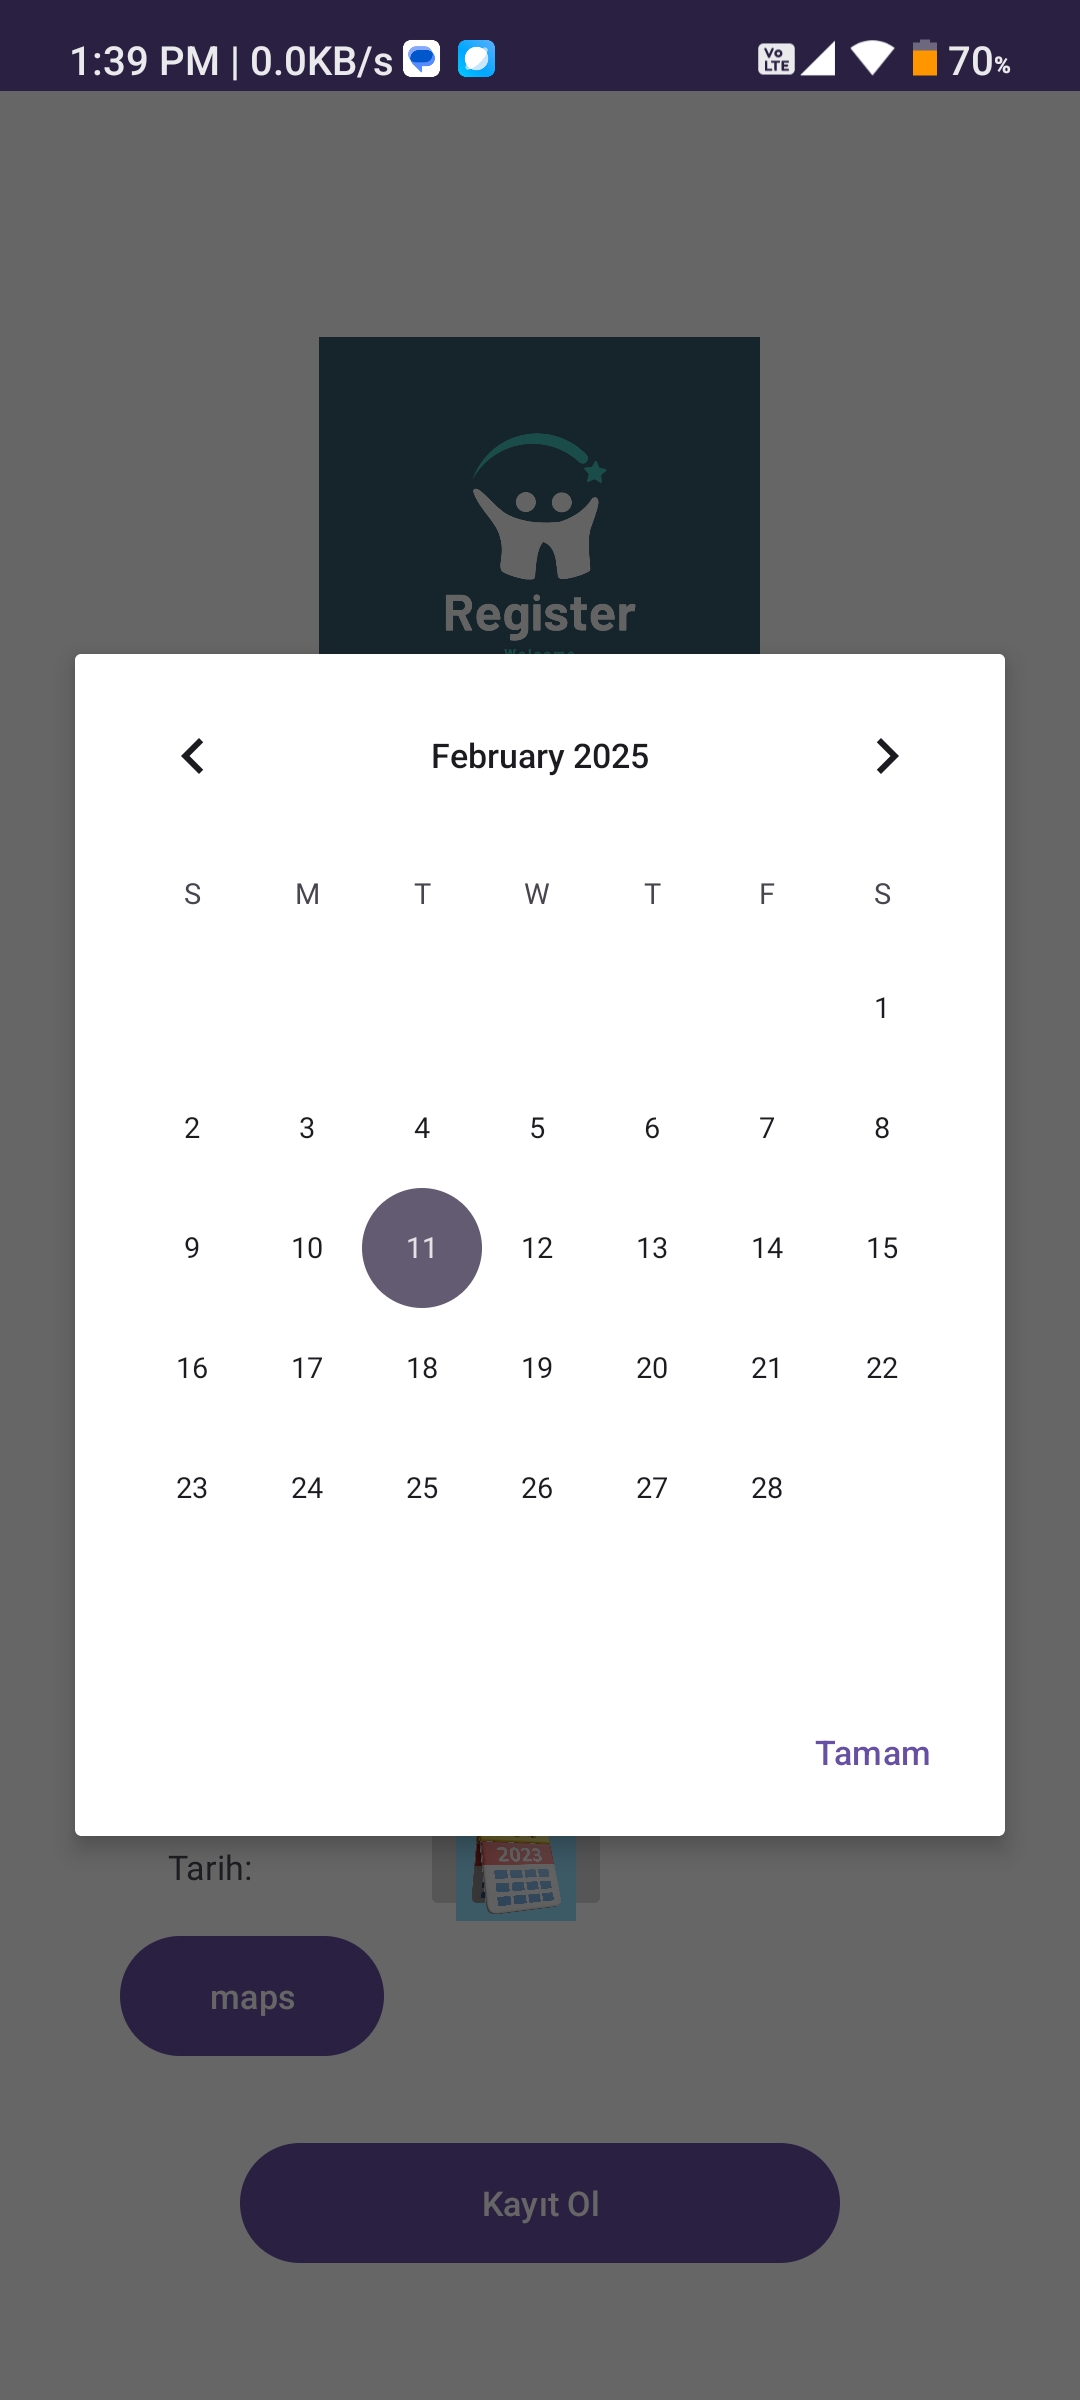 1:39 PM | 0.0KB/s
Vo LTE 70%
Register
Welcome
February 2025
S M T W T F S
1
2 3 4 5 6 7 8
9 10 11 12 13 14 15
16 17 18 19 20 21 22
23 24 25 26 27 28
Tamam
2023
Tarih:
maps
Kayıt Ol